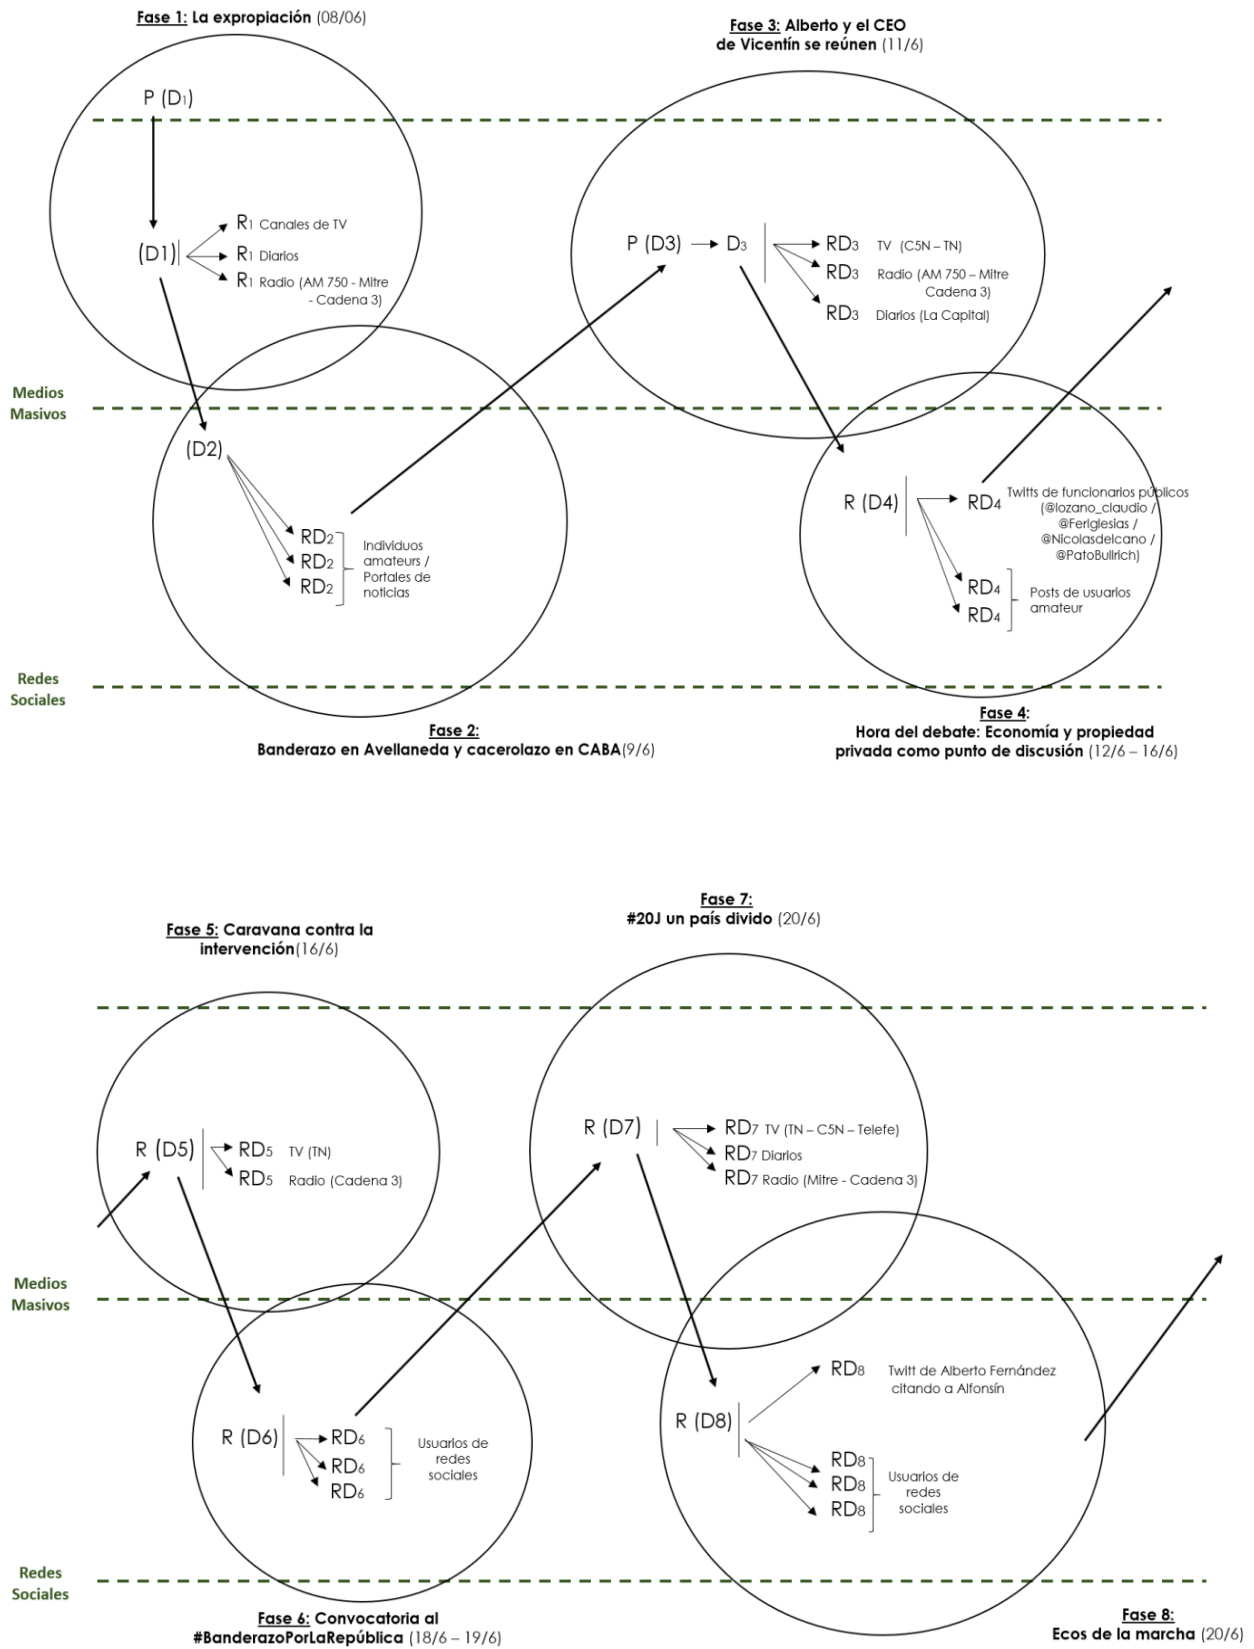 Fase 1: La expropiación (08/06)
P (D1)
(D1)
R1 Canales de TV
R1 Diarios
R1 Radio (AM 750 - Mitre
- Cadena 3)
Fase 3: Alberto y el CEO
de Vicentín se reúnen (11/6)
P (D3)
D3
RD3 TV (C5N – TN)
RD3 Radio (AM 750 – Mitre
Cadena 3)
RD3 Diarios (La Capital)
Medios
Masivos
(D2)
RD2
RD2
RD2
Individuos
amateurs /
Portales de
noticias
R (D4)
RD4 Twitts de funcionarios públicos
(@lozano_claudio /
@FerIglesias /
@Nicolasdelcano /
@PatoBullrich)
RD4
RD4
Posts de usuarios
amateur
Redes
Sociales
Fase 2:
Banderazo en Avellaneda y cacerolazo en CABA(9/6)
Fase 4:
Hora del debate: Economía y propiedad
privada como punto de discusión (12/6 – 16/6)
Fase 5: Caravana contra la
intervención(16/6)
Fase 7:
#20J un país divido (20/6)
R (D5)
RD5 TV (TN)
RD5 Radio (Cadena 3)
R (D7)
RD7 TV (TN – C5N – Telefe)
RD7 Diarios
RD7 Radio (Mitre - Cadena 3)
Medios
Masivos
R (D6)
RD6
RD6
RD6
Usuarios de
redes
sociales
R (D8)
RD8 Twitt de Alberto Fernández
citando a Alfonsín
RD8
RD8
RD8
Usuarios de
redes
sociales
Redes
Sociales
Fase 6: Convocatoria al
#BanderazoPorLaRepública (18/6 – 19/6)
Fase 8:
Ecos de la marcha (20/6)